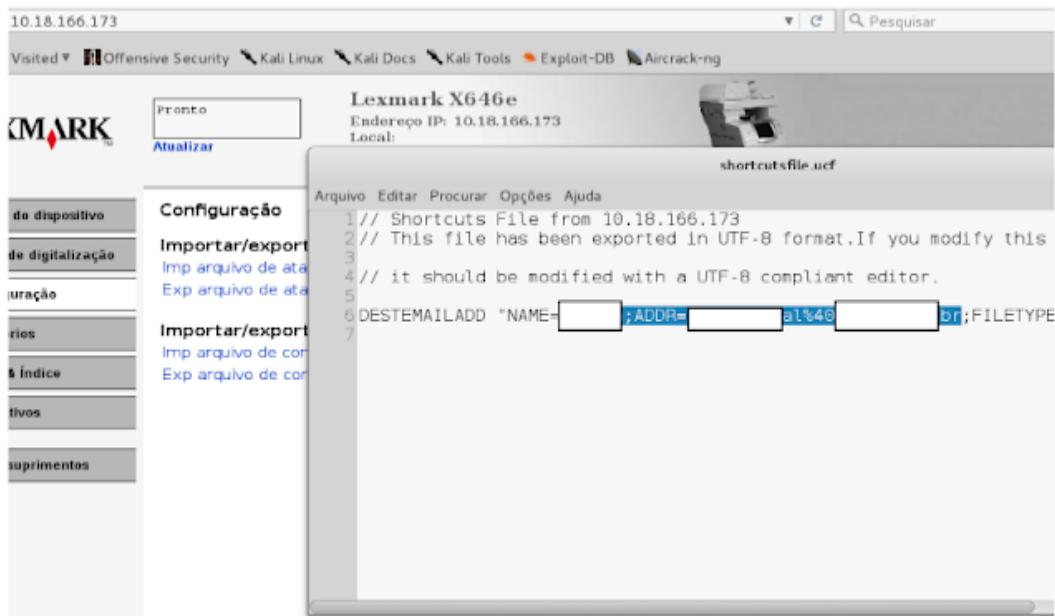 10.18.166.173
Pesquisar
Visited Offensive Security Kali Linux Kali Docs Kali Tools Exploit-DB Aircrack-ng
Pronto
Atualizar
Lexmark X646e
Endereço IP: 10.18.166.173
Local:
XMARK
shortcutsfile.ucf
Arquivo Editar Procurar Opções Ajuda
do dispositivo
de digitalização
uração
rios
& Índice
tivos
suprimentos
Configuração
Importar/export
Imp arquivo de ata
Exp arquivo de ata
Importar/export
Imp arquivo de cor
Exp arquivo de cor
1 // Shortcuts File from 10.18.166.173
2 // This file has been exported in UTF-8 format.If you modify this
3
4 // it should be modified with a UTF-8 compliant editor.
5
6 DESTEMAILADD "NAME= ;ADDR= al%40 br;FILETYPE
7